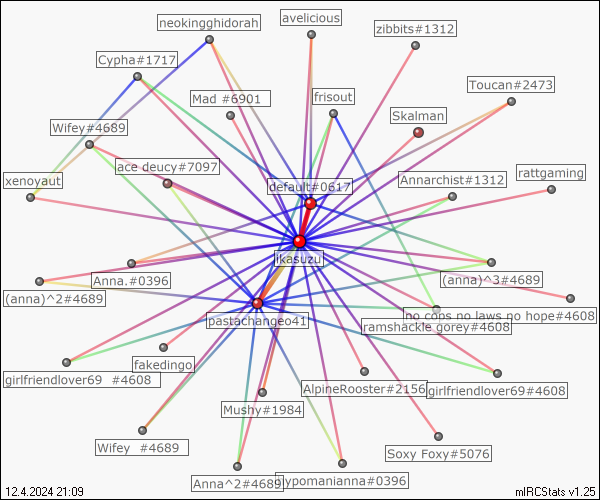 neokingghidorah
avelicious
zibbits#1312
Cypha#1717
Toucan#2473
Mad #6901
frisout
Skalman
Wifey#4689
ace deucy#7097
xenoyaut
default#0617
Annarchist#1312
rattgaming
ikasuzu
Anna.#0396
(anna)^3#4689
(anna)^2#4689
no cops no laws no hope#4608
pastachangeo41
ramshackle gorey#4608
fakedingo
girlfriendlover69 #4608
AlpineRooster#2156
girlfriendlover69#4608
Mushy#1984
Wifey #4689
Soxy Foxy#5076
Anna^2#4689
ypomanianna#0396
12.4.2024 21:09
mIRCStats v1.25